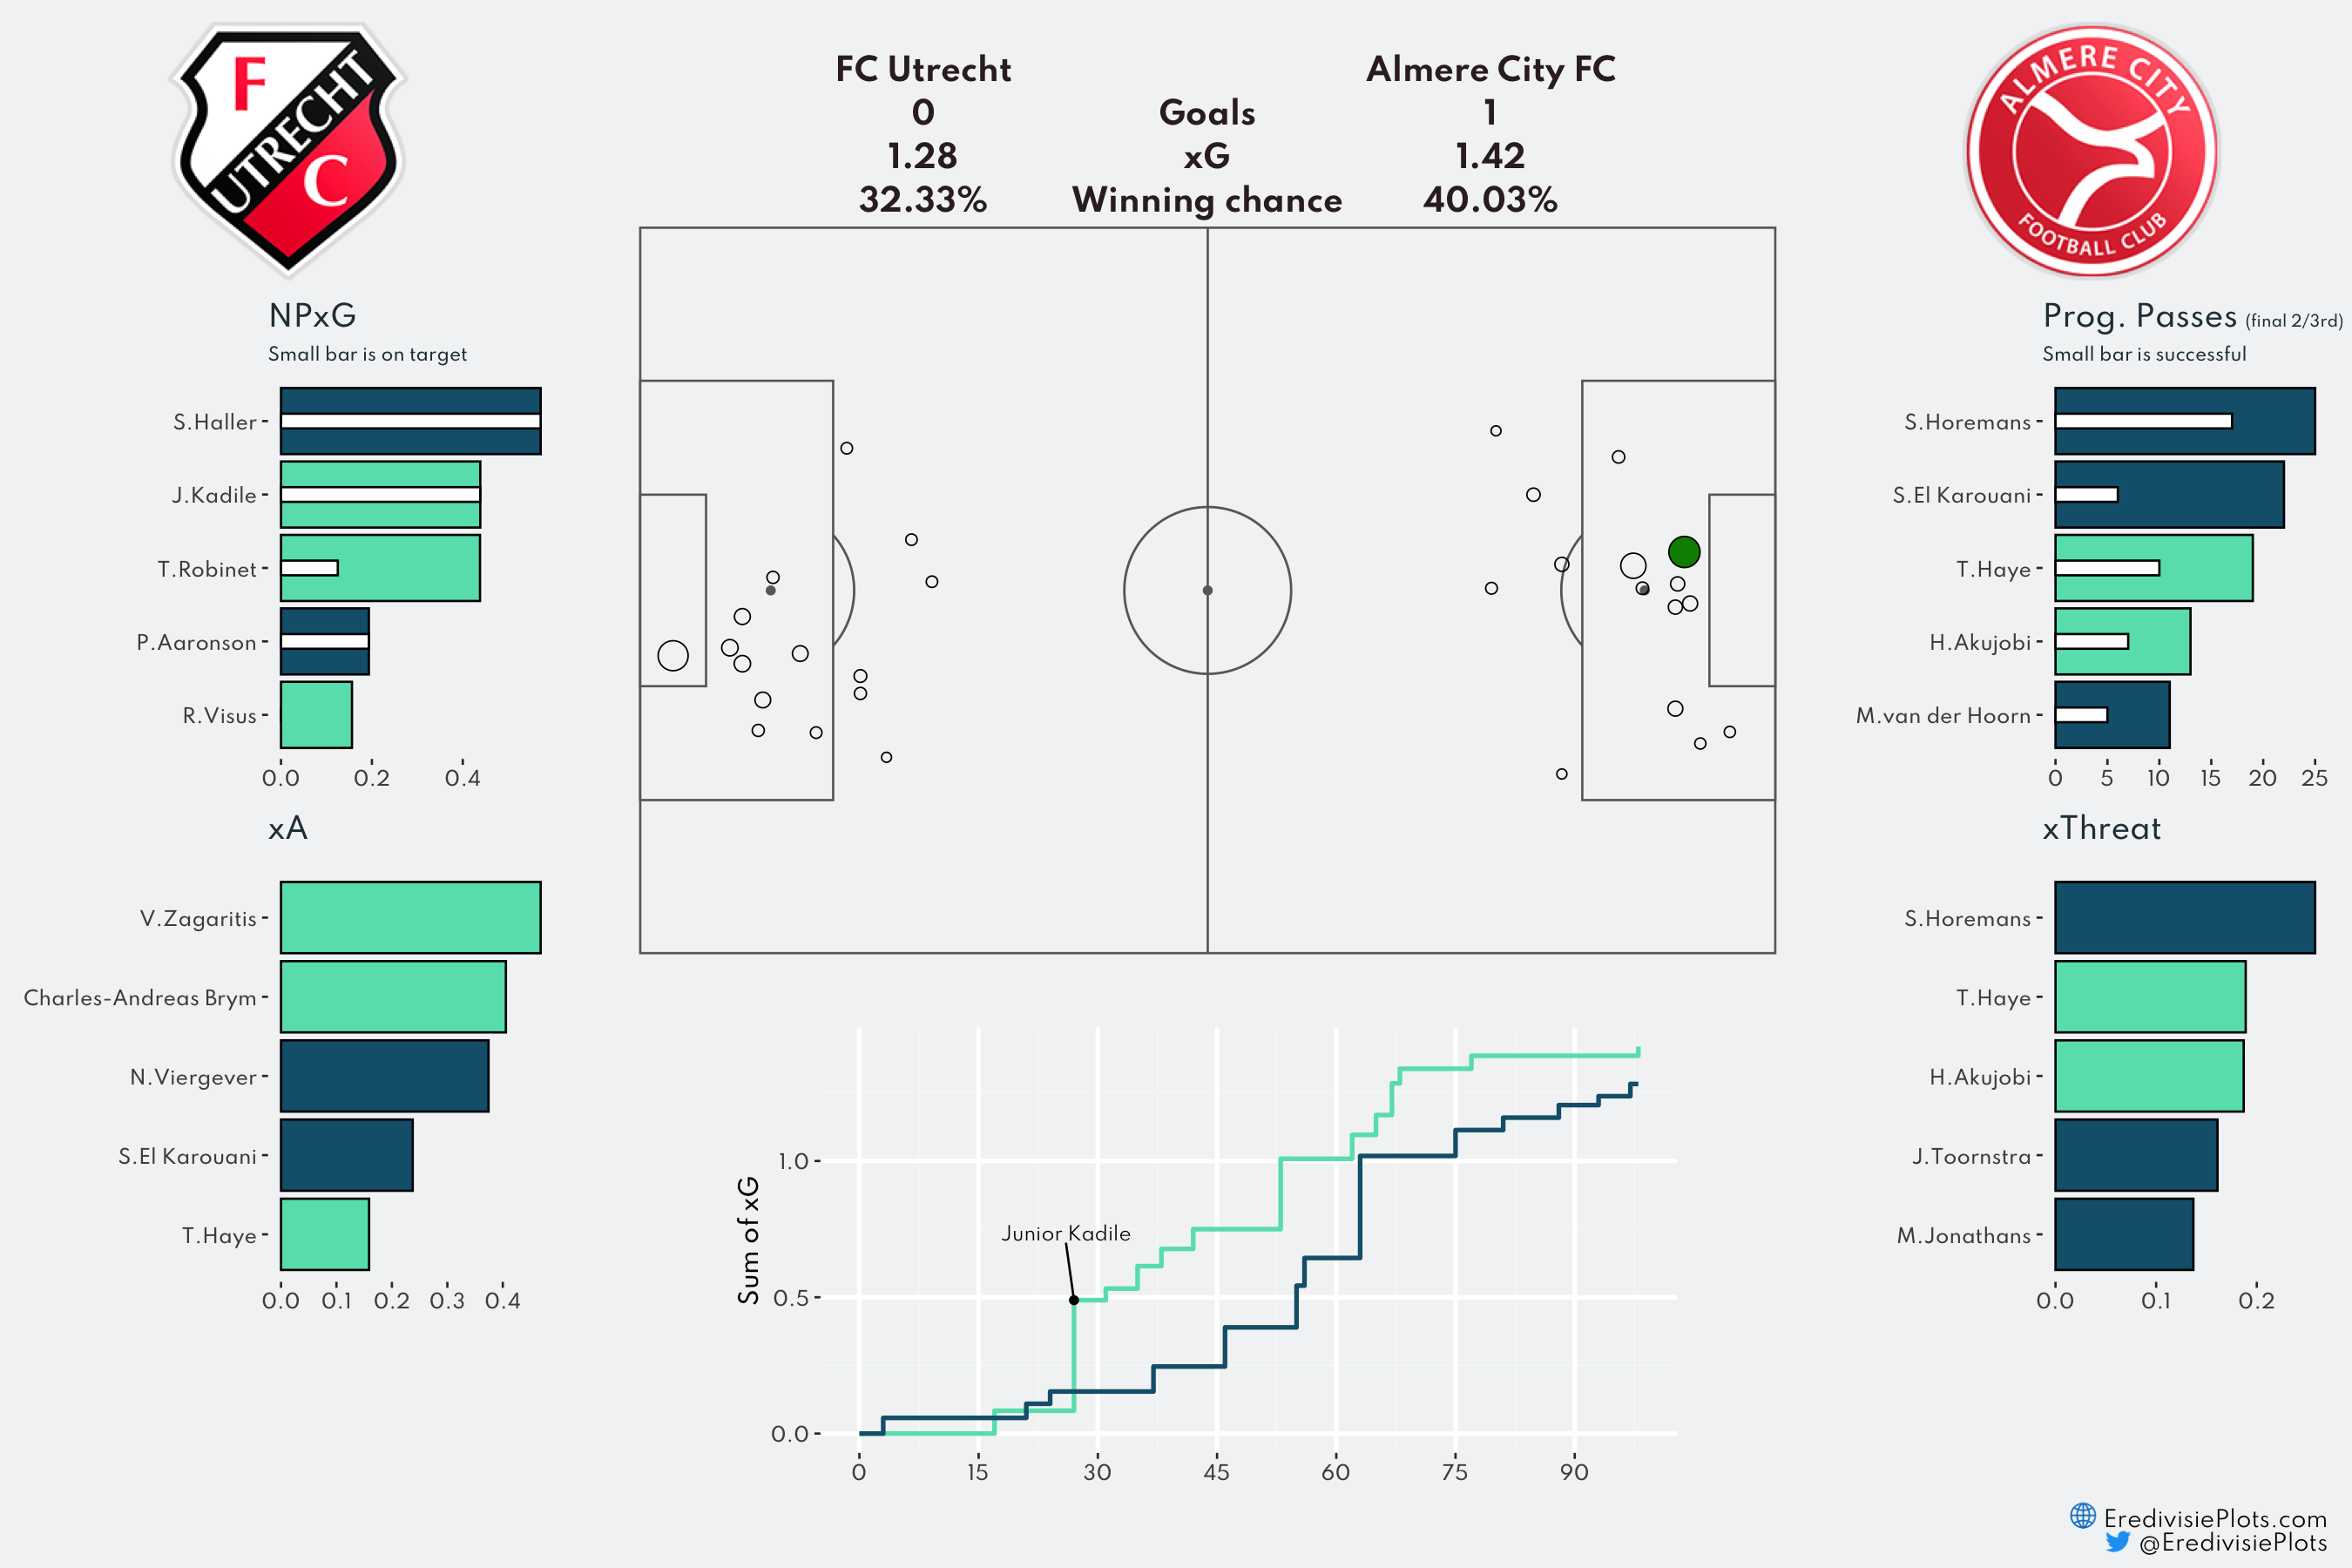 F
UTRECHT
C
FC Utrecht
Almere City FC
0
Goals
1
1.28
xG
1.42
32.33%
Winning chance
40.03%
ALMERE CITY
FOOTBALL CLUB
NPxG
Small bar is on target
S.Haller
J.Kadile
T.Robinet
P.Aaronson
R.Visus
0.0 0.2 0.4
xA
V.Zagaritis
Charles-Andreas Brym
N.Viergever
S.El Karouani
T.Haye
0.0 0.1 0.2 0.3 0.4
Sum of xG
1.0
0.5
0.0
Junior Kadile
0 15 30 45 60 75 90
Prog. Passes (final 2/3rd)
Small bar is successful
S.Horemans
S.El Karouani
T.Haye
H.Akujobi
M.van der Hoorn
0 5 10 15 20 25
xThreat
S.Horemans
T.Haye
H.Akujobi
J.Toornstra
M.Jonathans
0.0 0.1 0.2
EredivisiePlots.com
@EredivisiePlots